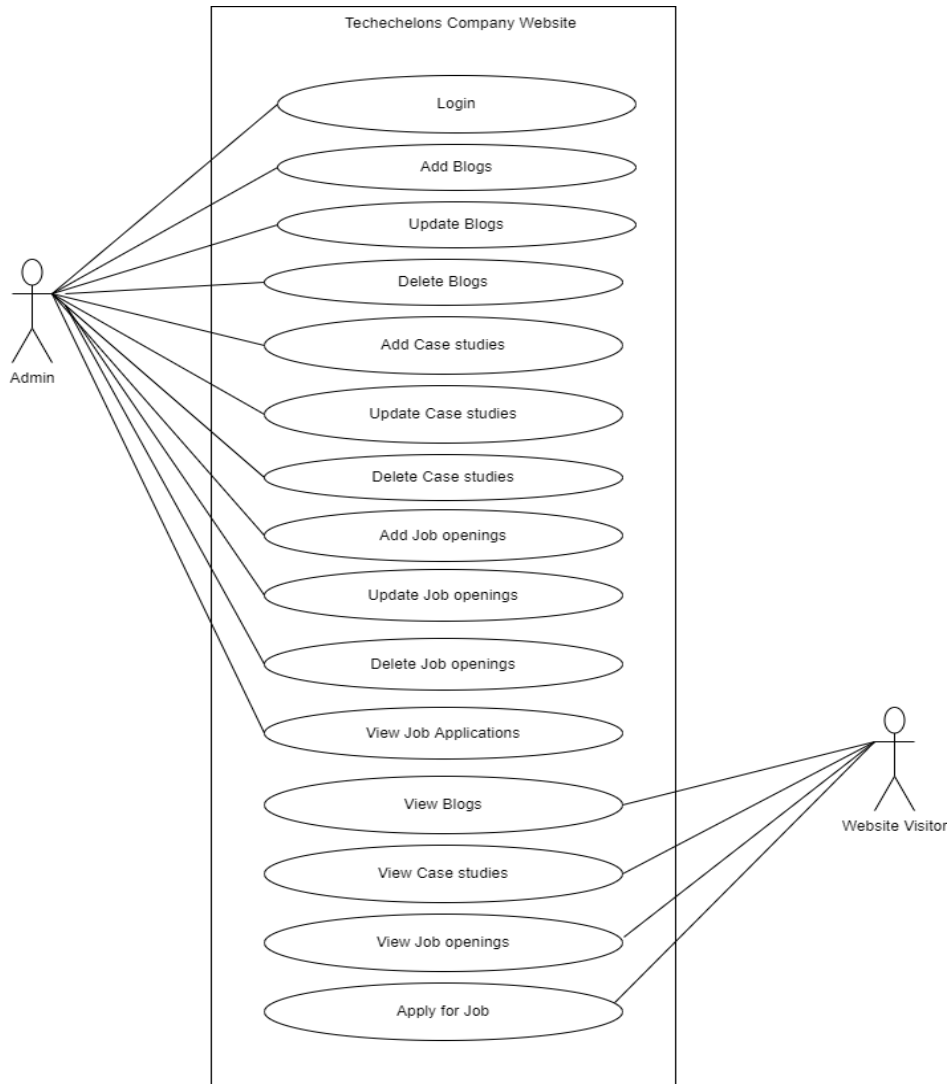 Techechelons Company Website
Login
Add Blogs
Update Blogs
Delete Blogs
Add Case studies
Admin
Update Case studies
Delete Case studies
Add Job openings
Update Job openings
Delete Job openings
View Job Applications
View Blogs
Website Visitor
View Case studies
View Job openings
Apply for Job